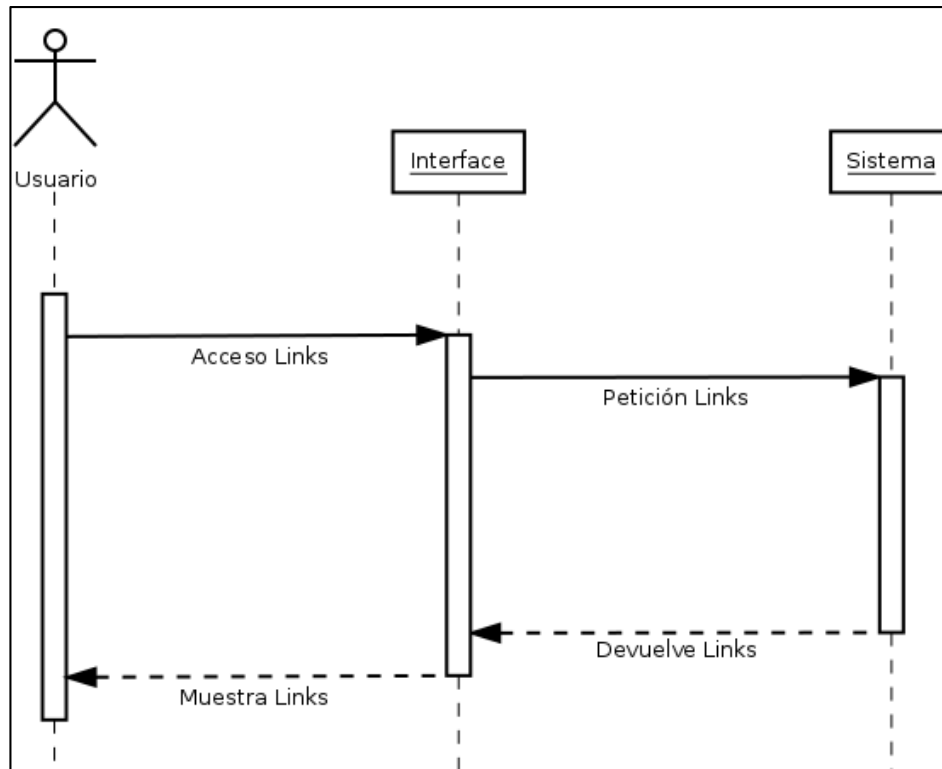 Usuario
Interface
Sistema
Acceso Links
Petición Links
Devuelve Links
Muestra Links